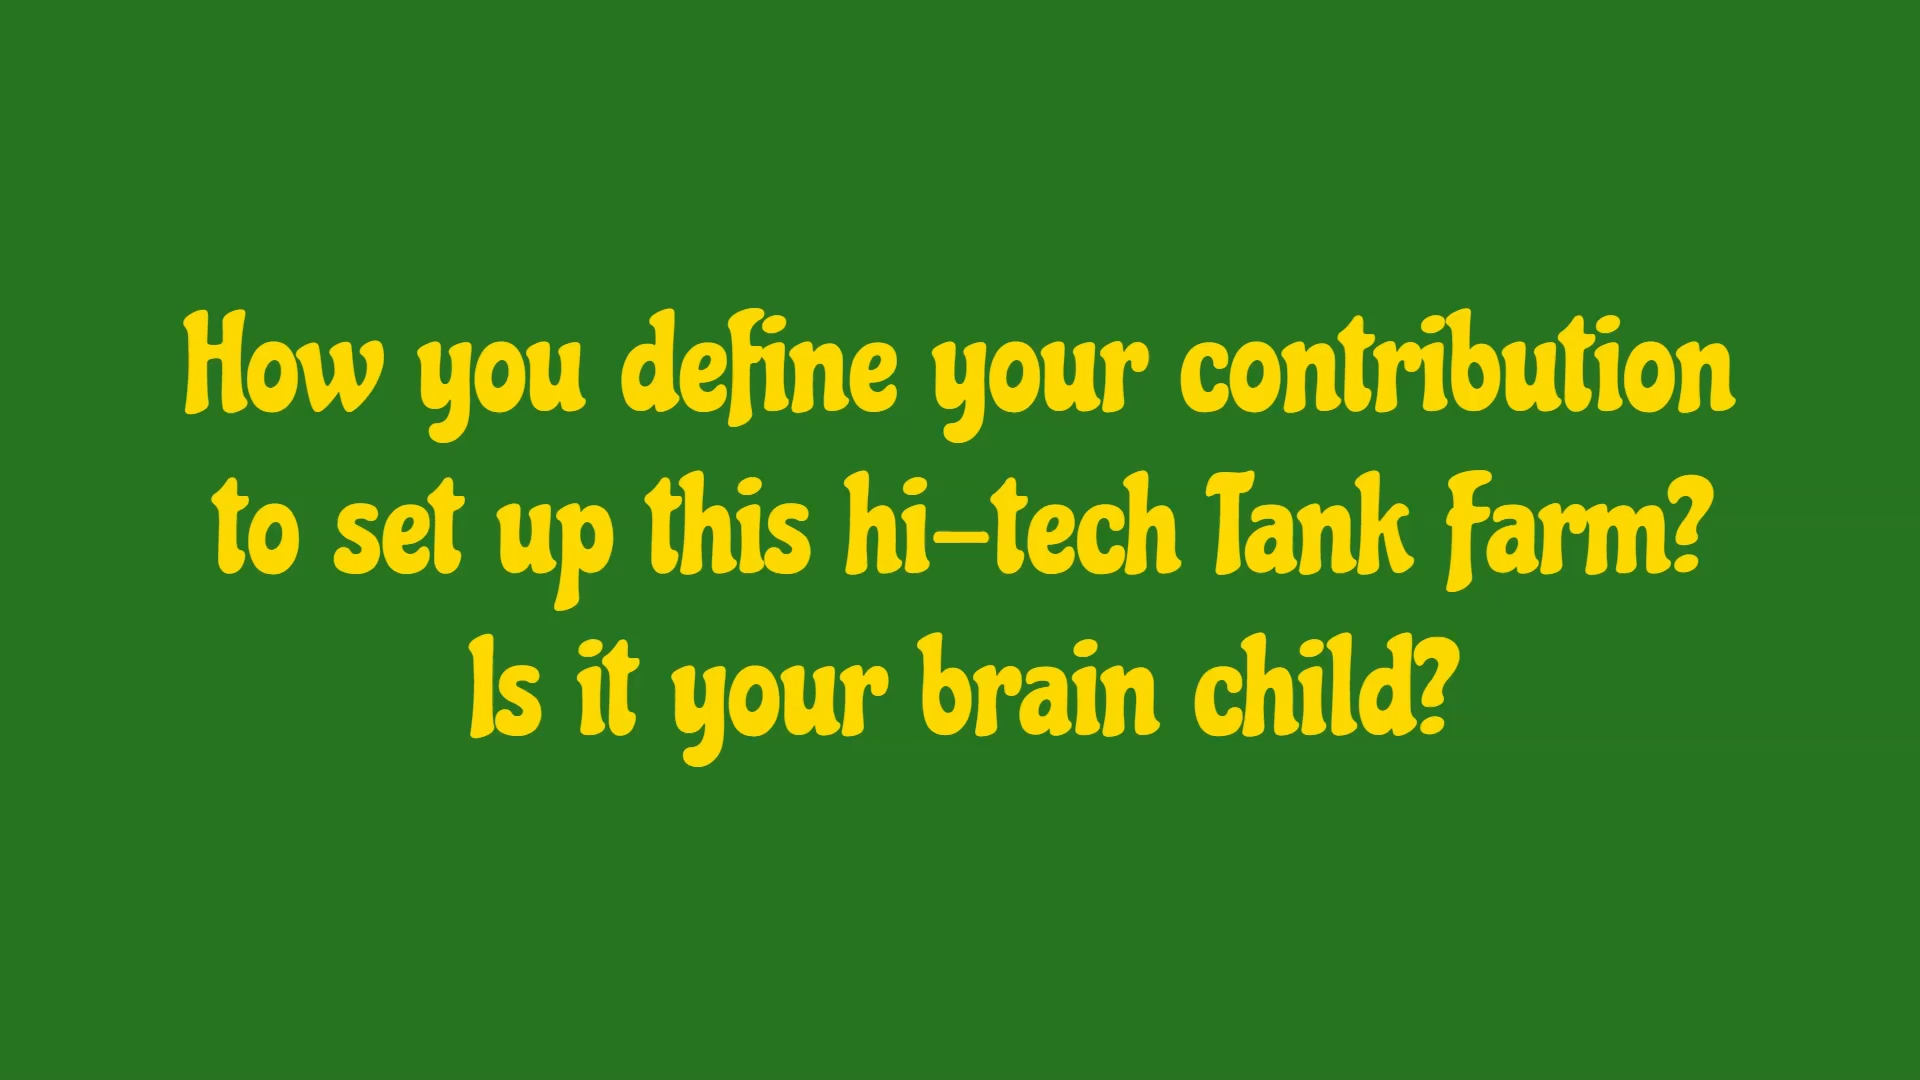 How you define your contribution
to set up this hi-tech Tank Farm?
Is it your brain child?